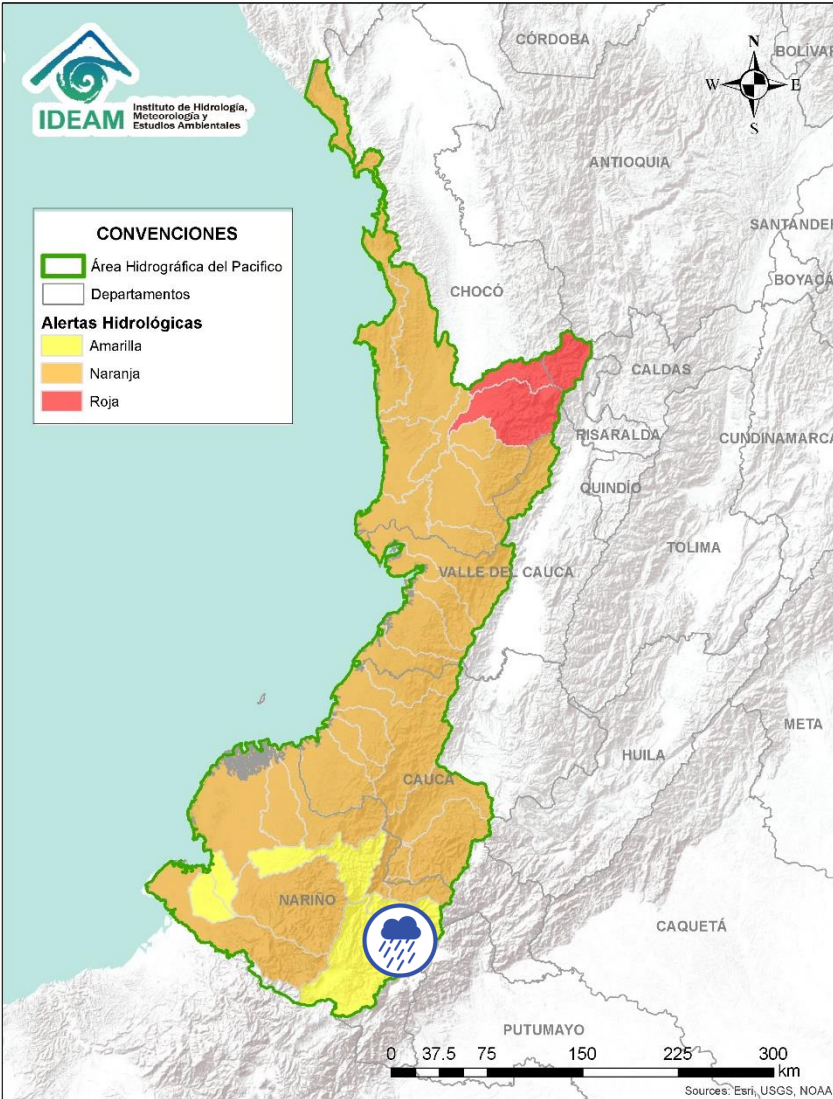 IDEAM
Instituto de Hidrología,
Meteorología y
Estudios Ambientales
N
W
E
S
CÓRDOBA
BOLÍVAR
ANTIOQUIA
SANTANDER
BOYACÁ
CONVENCIONES
Área Hidrográfica del Pacifico
Departamentos
Alertas Hidrológicas
Amarilla
Naranja
Roja
CHOCÓ
CALDAS
RISARALDA
CUNDINAMARCA
QUINDÍO
TOLIMA
VALLE DEL CAUCA
META
HUILA
CAUCA
NARIÑO
CAQUETÁ
PUTUMAYO
0 37.5 75 150 225 300
km
Sources: Esri, USGS, NOAA